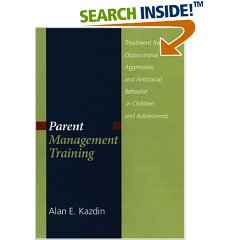 SEARCH INSIDE!™
Treatment for
Oppositional,
Aggressive,
and Antisocial
Behavior
in Children
and Adolescents
Parent
Management
Training
Alan E. Kazdin